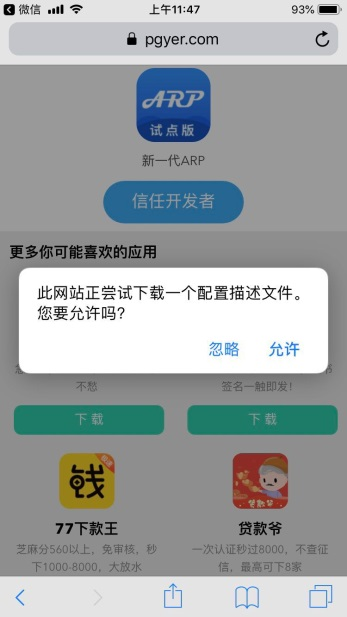 微信
上午11:47
93%
pgyer.com
ARP
试点版
新一代ARP
信任开发者
更多你可能喜欢的应用
此网站正尝试下载一个配置描述文件。
您要允许吗？
忽略
允许
不愁
签名一触即发！
下载
下载
钱
贷款爷
77下款王
贷款爷
芝麻分560以上，免审核，秒
下1000-8000，大放水
一次认证秒过8000，不查征
信，最高可下8家